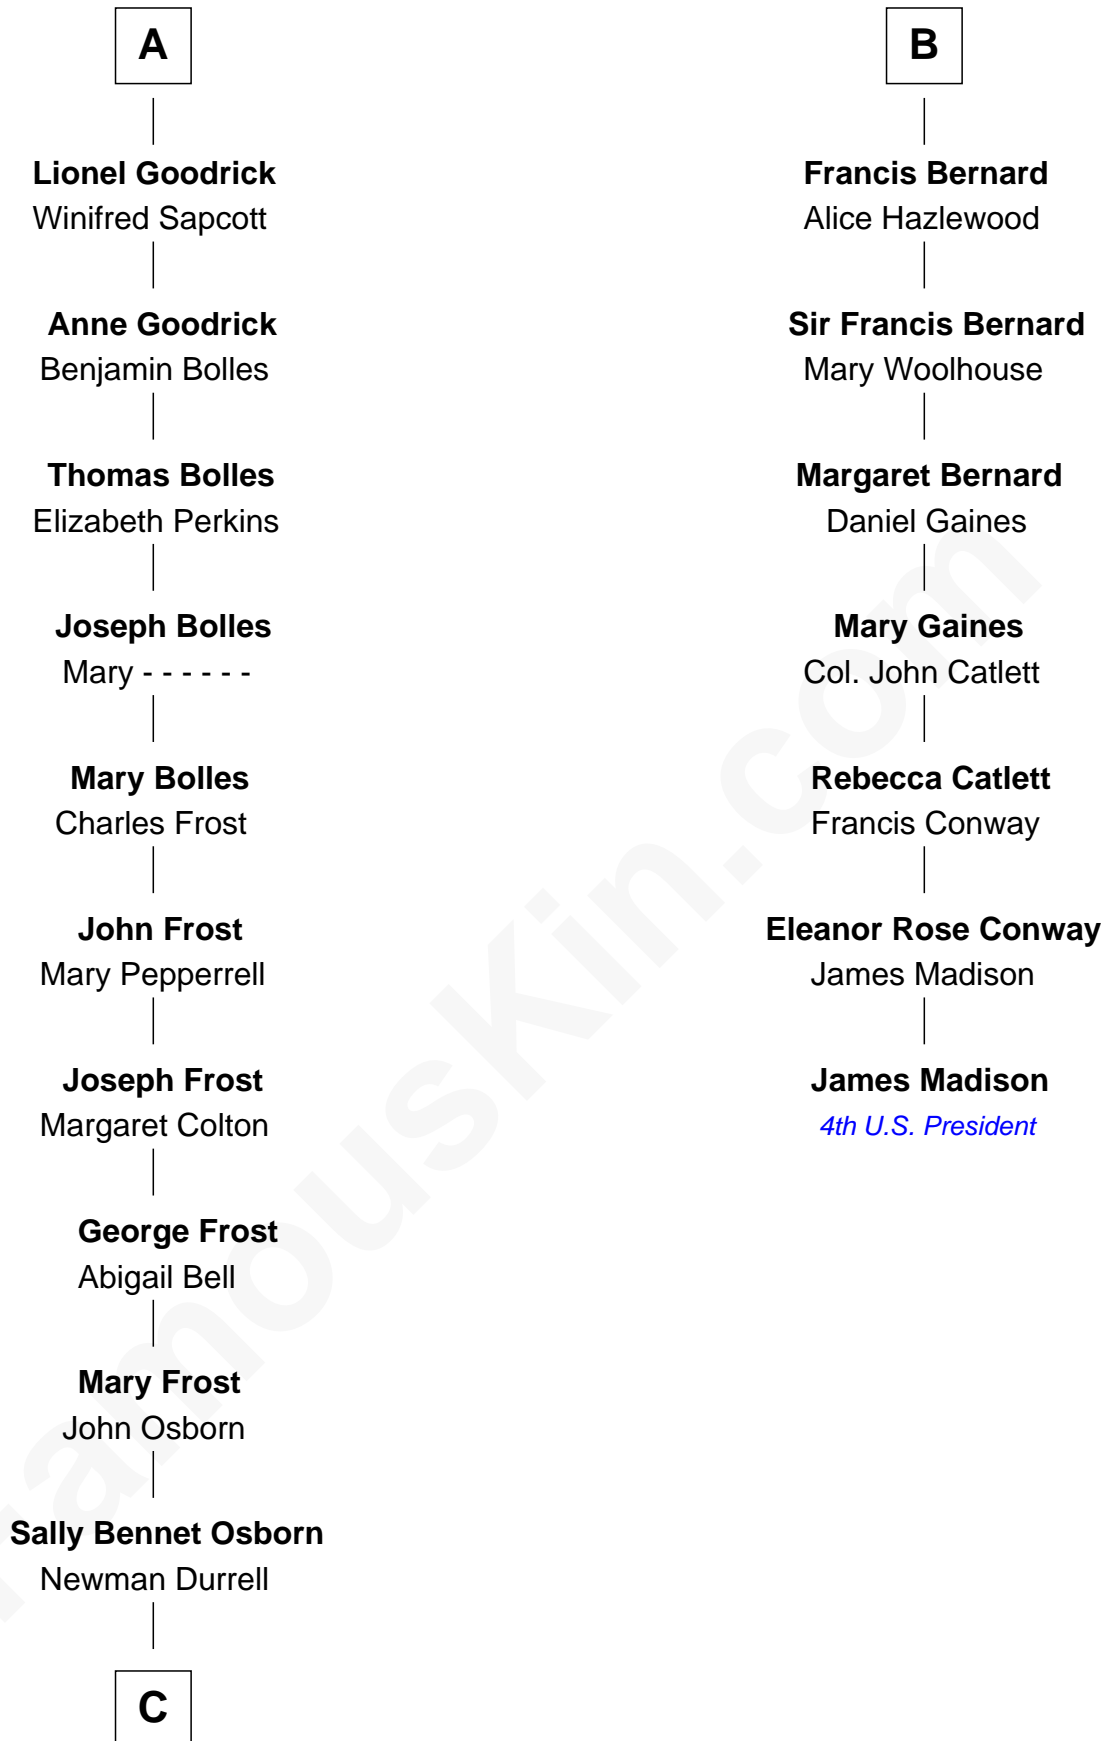 A
Lionel Goodrick
Winifred Sapcott
Anne Goodrick
Benjamin Bolles
Thomas Bolles
Elizabeth Perkins
Joseph Bolles
Mary - - - - - -
Mary Bolles
Charles Frost
John Frost
Mary Pepperrell
Joseph Frost
Margaret Colton
George Frost
Abigail Bell
Mary Frost
John Osborn
Sally Bennet Osborn
Newman Durrell
C
B
Francis Bernard
Alice Hazlewood
Sir Francis Bernard
Mary Woolhouse
Margaret Bernard
Daniel Gaines
Mary Gaines
Col. John Catlett
Rebecca Catlett
Francis Conway
Eleanor Rose Conway
James Madison
James Madison
4th U.S. President
FamousKin.com